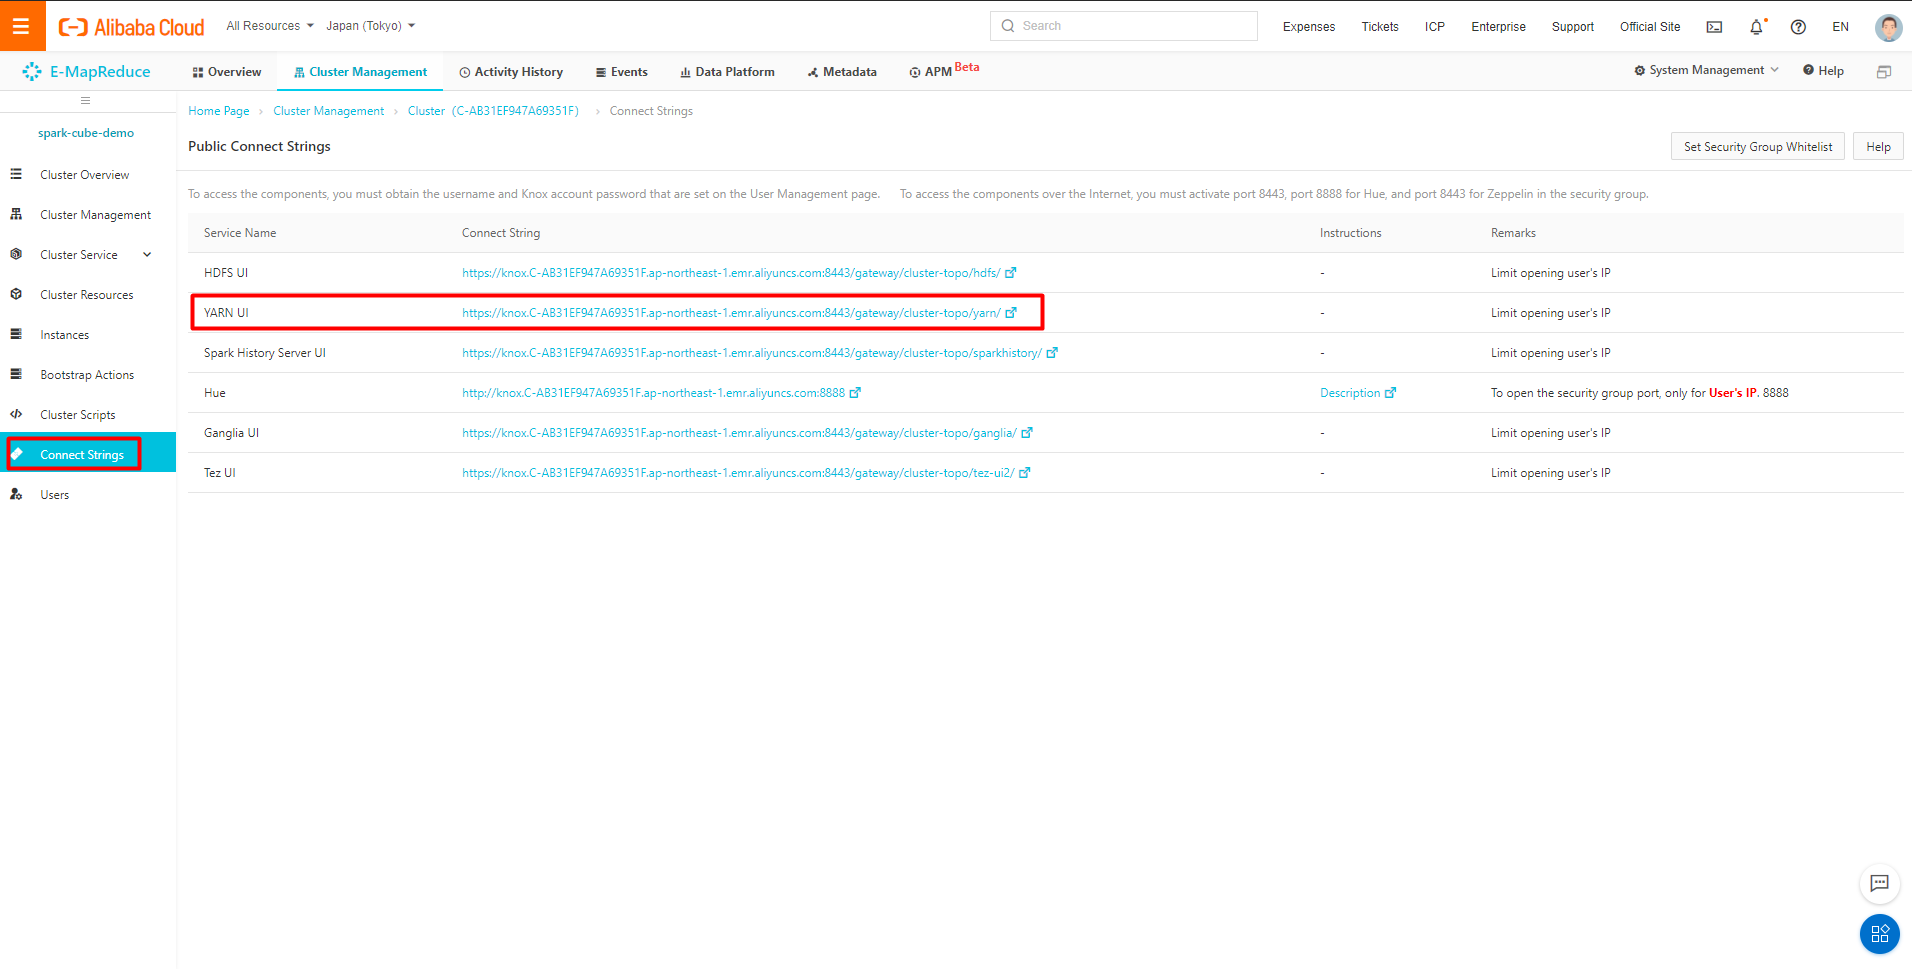 Alibaba Cloud All Resources Japan (Tokyo) Search Expenses Tickets ICP Enterprise Support Official Site EN
E-MapReduce Overview Cluster Management Activity History Events Data Platform Metadata APM Beta System Management Help
Home Page > Cluster Management > Cluster (C-AB31EF947A69351F) > Connect Strings
spark-cube-demo
Cluster Overview
Cluster Management
Cluster Service
Cluster Resources
Instances
Bootstrap Actions
Cluster Scripts
Connect Strings
Users
Public Connect Strings Set Security Group Whitelist Help
To access the components, you must obtain the username and Knox account password that are set on the User Management page. To access the components over the Internet, you must activate port 8443, port 8888 for Hue, and port 8443 for Zeppelin in the security group.
Service Name Connect String Instructions Remarks
HDFS UI https://knox.C-AB31EF947A69351F.ap-northeast-1.emr.aliyuncs.com:8443/gateway/cluster-topo/hdfs/ - Limit opening user's IP
YARN UI https://knox.C-AB31EF947A69351F.ap-northeast-1.emr.aliyuncs.com:8443/gateway/cluster-topo/yarn/ - Limit opening user's IP
Spark History Server UI https://knox.C-AB31EF947A69351F.ap-northeast-1.emr.aliyuncs.com:8443/gateway/cluster-topo/sparkhistory/ - Limit opening user's IP
Hue http://knox.C-AB31EF947A69351F.ap-northeast-1.emr.aliyuncs.com:8888 Description To open the security group port, only for User's IP. 8888
Ganglia UI https://knox.C-AB31EF947A69351F.ap-northeast-1.emr.aliyuncs.com:8443/gateway/cluster-topo/ganglia/ - Limit opening user's IP
Tez UI https://knox.C-AB31EF947A69351F.ap-northeast-1.emr.aliyuncs.com:8443/gateway/cluster-topo/tez-ui2/ - Limit opening user's IP